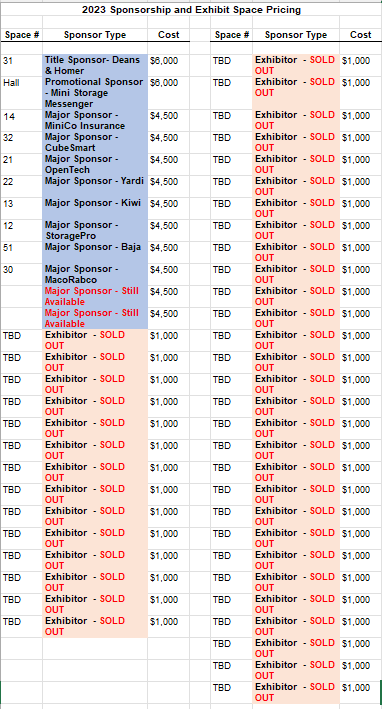 2023 Sponsorship and Exhibit Space Pricing
Space # Sponsor Type Cost
31 Title Sponsor- Deans $6,000
& Homer
Hall Promotional Sponsor $6,000
- Mini Storage
Messenger
14 Major Sponsor - $4,500
MiniCo Insurance
32 Major Sponsor - $4,500
CubeSmart
21 Major Sponsor - $4,500
OpenTech
22 Major Sponsor - Yardi $4,500
13 Major Sponsor - Kiwi $4,500
12 Major Sponsor - $4,500
StoragePro
51 Major Sponsor - Baja $4,500
30 Major Sponsor - $4,500
MacoRabco
Major Sponsor - Still $4,500
Available
Major Sponsor - Still $4,500
Available
TBD Exhibitor - SOLD $1,000
OUT
TBD Exhibitor - SOLD $1,000
OUT
TBD Exhibitor - SOLD $1,000
OUT
TBD Exhibitor - SOLD $1,000
OUT
TBD Exhibitor - SOLD $1,000
OUT
TBD Exhibitor - SOLD $1,000
OUT
TBD Exhibitor - SOLD $1,000
OUT
TBD Exhibitor - SOLD $1,000
OUT
TBD Exhibitor - SOLD $1,000
OUT
TBD Exhibitor - SOLD $1,000
OUT
TBD Exhibitor - SOLD $1,000
OUT
TBD Exhibitor - SOLD $1,000
OUT
TBD Exhibitor - SOLD $1,000
OUT
TBD Exhibitor - SOLD $1,000
OUT
Space # Sponsor Type Cost
TBD Exhibitor - SOLD $1,000
OUT
TBD Exhibitor - SOLD $1,000
OUT
TBD Exhibitor - SOLD $1,000
OUT
TBD Exhibitor - SOLD $1,000
OUT
TBD Exhibitor - SOLD $1,000
OUT
TBD Exhibitor - SOLD $1,000
OUT
TBD Exhibitor - SOLD $1,000
OUT
TBD Exhibitor - SOLD $1,000
OUT
TBD Exhibitor - SOLD $1,000
OUT
TBD Exhibitor - SOLD $1,000
OUT
TBD Exhibitor - SOLD $1,000
OUT
TBD Exhibitor - SOLD $1,000
OUT
TBD Exhibitor - SOLD $1,000
OUT
TBD Exhibitor - SOLD $1,000
OUT
TBD Exhibitor - SOLD $1,000
OUT
TBD Exhibitor - SOLD $1,000
OUT
TBD Exhibitor - SOLD $1,000
OUT
TBD Exhibitor - SOLD $1,000
OUT
TBD Exhibitor - SOLD $1,000
OUT
TBD Exhibitor - SOLD $1,000
OUT
TBD Exhibitor - SOLD $1,000
OUT
TBD Exhibitor - SOLD $1,000
OUT
TBD Exhibitor - SOLD $1,000
OUT
TBD Exhibitor - SOLD $1,000
OUT
TBD Exhibitor - SOLD $1,000
OUT
TBD Exhibitor - SOLD $1,000
OUT
TBD Exhibitor - SOLD $1,000
OUT
TBD Exhibitor - SOLD $1,000
OUT
TBD Exhibitor - SOLD $1,000
OUT